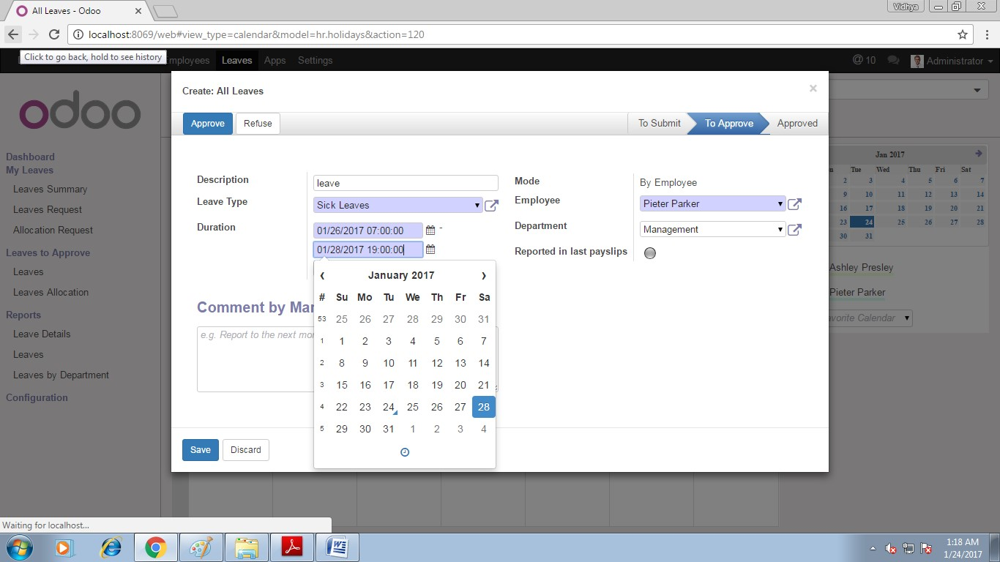 All Leaves - Odoo
Vidhya
localhost:8069/web#view_type=calendar&model=hr.holidays&action=120
Click to go back, hold to see history
Employees Leaves Apps Settings
@ 10 Administrator
odoo
Create: All Leaves ×
Approve Refuse
To Submit To Approve Approved
Dashboard
My Leaves
Leaves Summary
Leaves Request
Allocation Request
Leaves to Approve
Leaves
Leaves Allocation
Reports
Leave Details
Leaves
Leaves by Department
Configuration
Description leave
Leave Type Sick Leaves
Duration 01/26/2017 07:00:00 -
01/28/2017 19:00:00
Mode By Employee
Employee Pieter Parker
Department Management
Reported in last payslips
‹ January 2017 ›
# Su Mo Tu We Th Fr Sa
53 25 26 27 28 29 30 31
1 1 2 3 4 5 6 7
2 8 9 10 11 12 13 14
3 15 16 17 18 19 20 21
4 22 23 24 25 26 27 28
5 29 30 31 1 2 3 4
Comment by Mar
e.g. Report to the next mo
Save Discard
Jan 2017
Tue Wed Thu Fri Sat
2 3 4 5 6 7
9 10 11 12 13 14
16 17 18 19 20 21
23 24 25 26 27 28
30 31
Ashley Presley
Pieter Parker
avorite Calendar
Waiting for localhost...
1:18 AM
1/24/2017